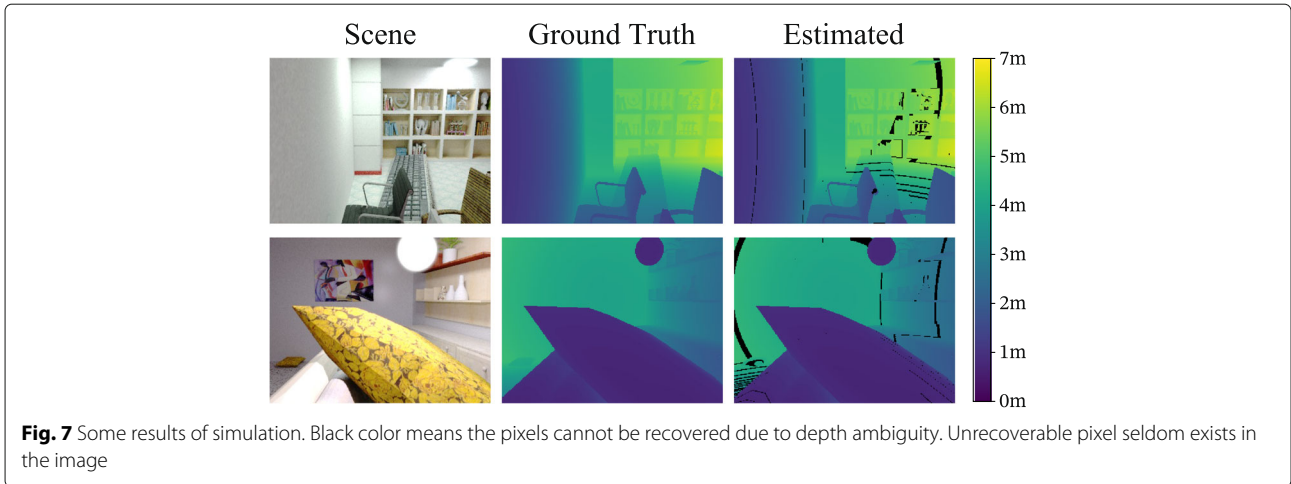 Scene Ground Truth Estimated
7m
6m
5m
4m
3m
2m
1m
0m
Fig. 7 Some results of simulation. Black color means the pixels cannot be recovered due to depth ambiguity. Unrecoverable pixel seldom exists in
the image